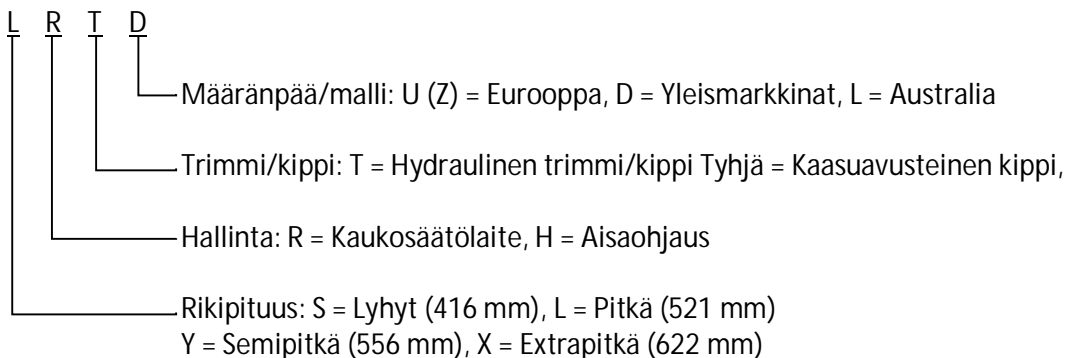 L R T D
Määränpää/malli: U (Z) = Eurooppa, D = Yleismarkkinat, L = Australia
Trimmi/kippi: T = Hydraulinen trimmi/kippi Tyhjä = Kaasuavusteinen kippi,
Hallinta: R = Kaukosäätölaite, H = Aisaohjaus
Rikipituus: S = Lyhyt (416 mm), L = Pitkä (521 mm)
Y = Semipitkä (556 mm), X = Extrapitkä (622 mm)